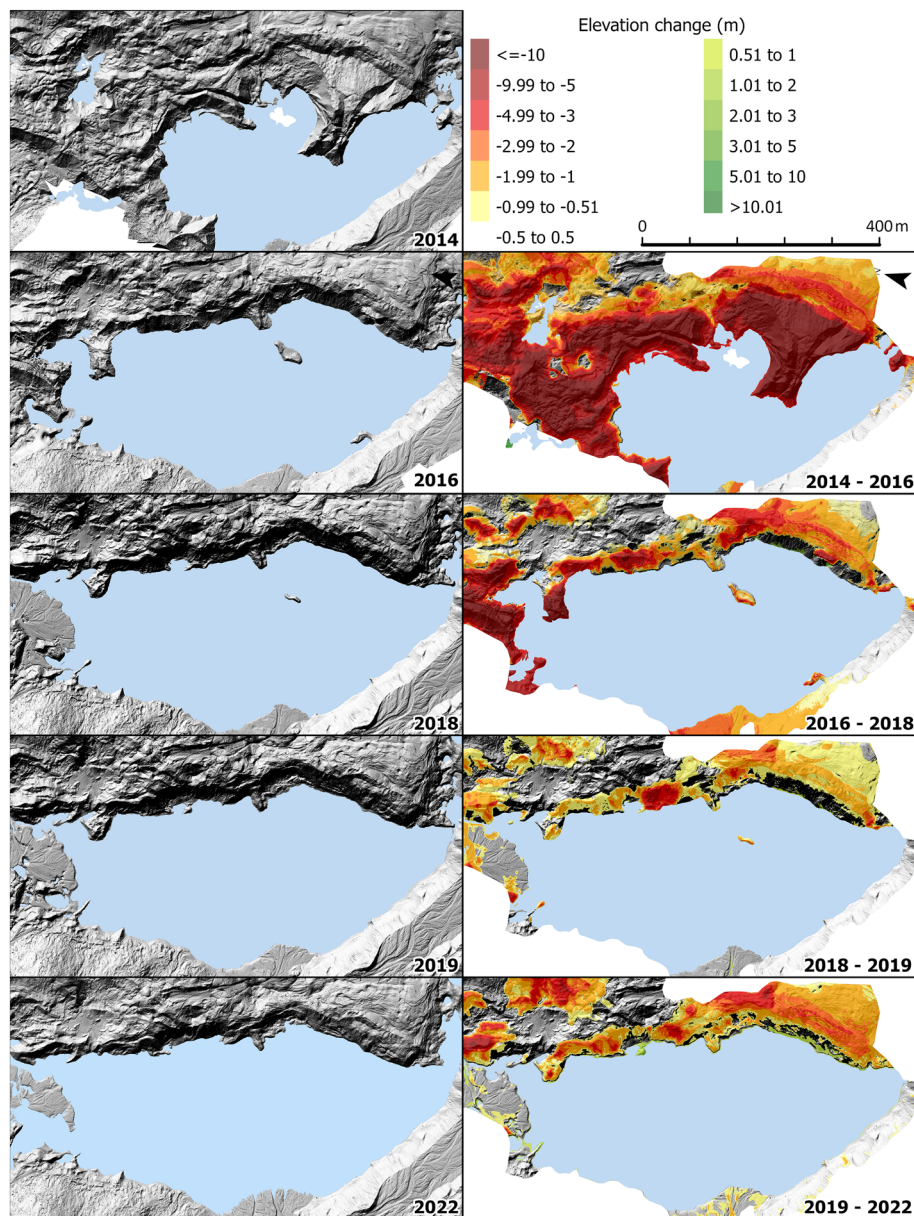 Elevation change (m)
<=-10
-9.99 to -5
-4.99 to -3
-2.99 to -2
-1.99 to -1
-0.99 to -0.51
-0.5 to 0.5
0.51 to 1
1.01 to 2
2.01 to 3
3.01 to 5
5.01 to 10
>10.01
0 400 m
2014
2016
2014 - 2016
2018
2016 - 2018
2019
2018 - 2019
2022
2019 - 2022